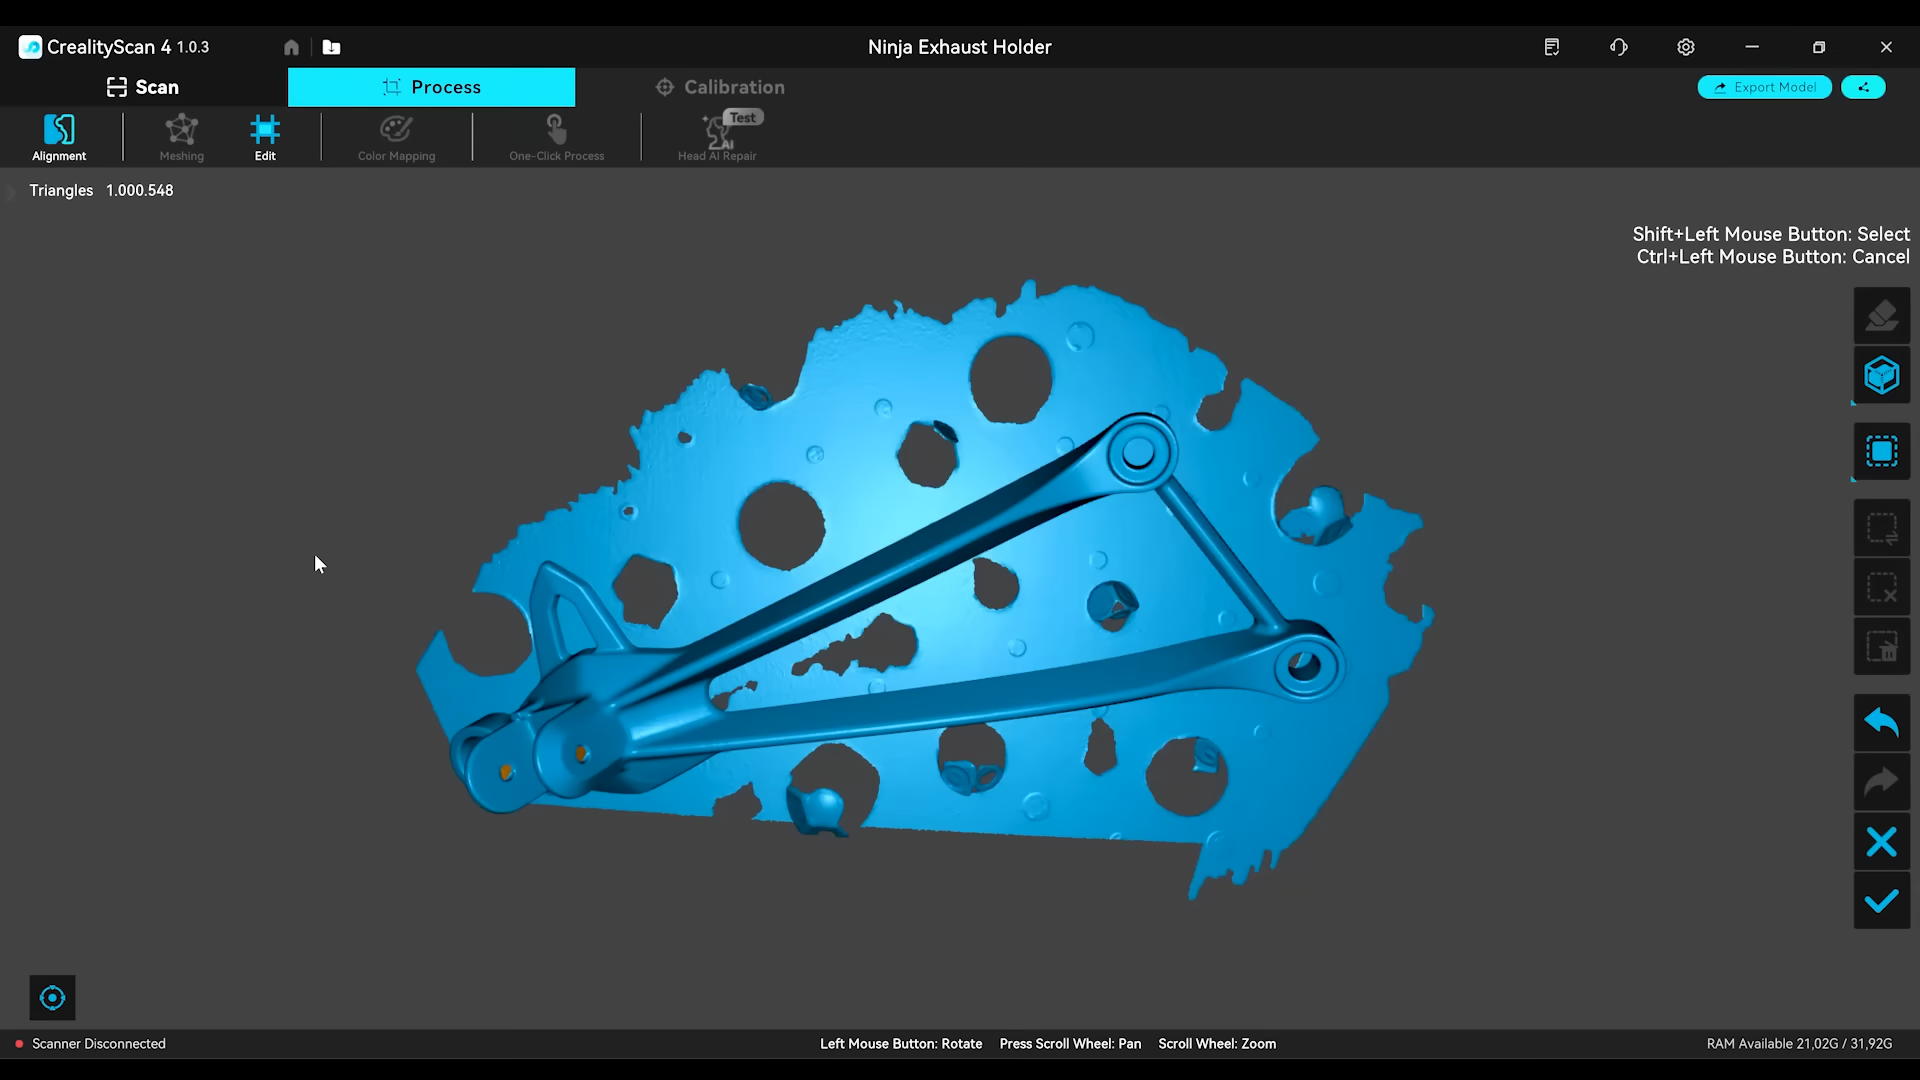 CrealityScan 4 1.0.3
Ninja Exhaust Holder
Scan
Process
Calibration
Export Model
Alignment
Meshing
Edit
Color Mapping
One-Click Process
Test
AI
Head AI Repair
Triangles 1.000.548
Shift+Left Mouse Button: Select
Ctrl+Left Mouse Button: Cancel
Scanner Disconnected
Left Mouse Button: Rotate Press Scroll Wheel: Pan Scroll Wheel: Zoom
RAM Available 21,02G / 31,92G